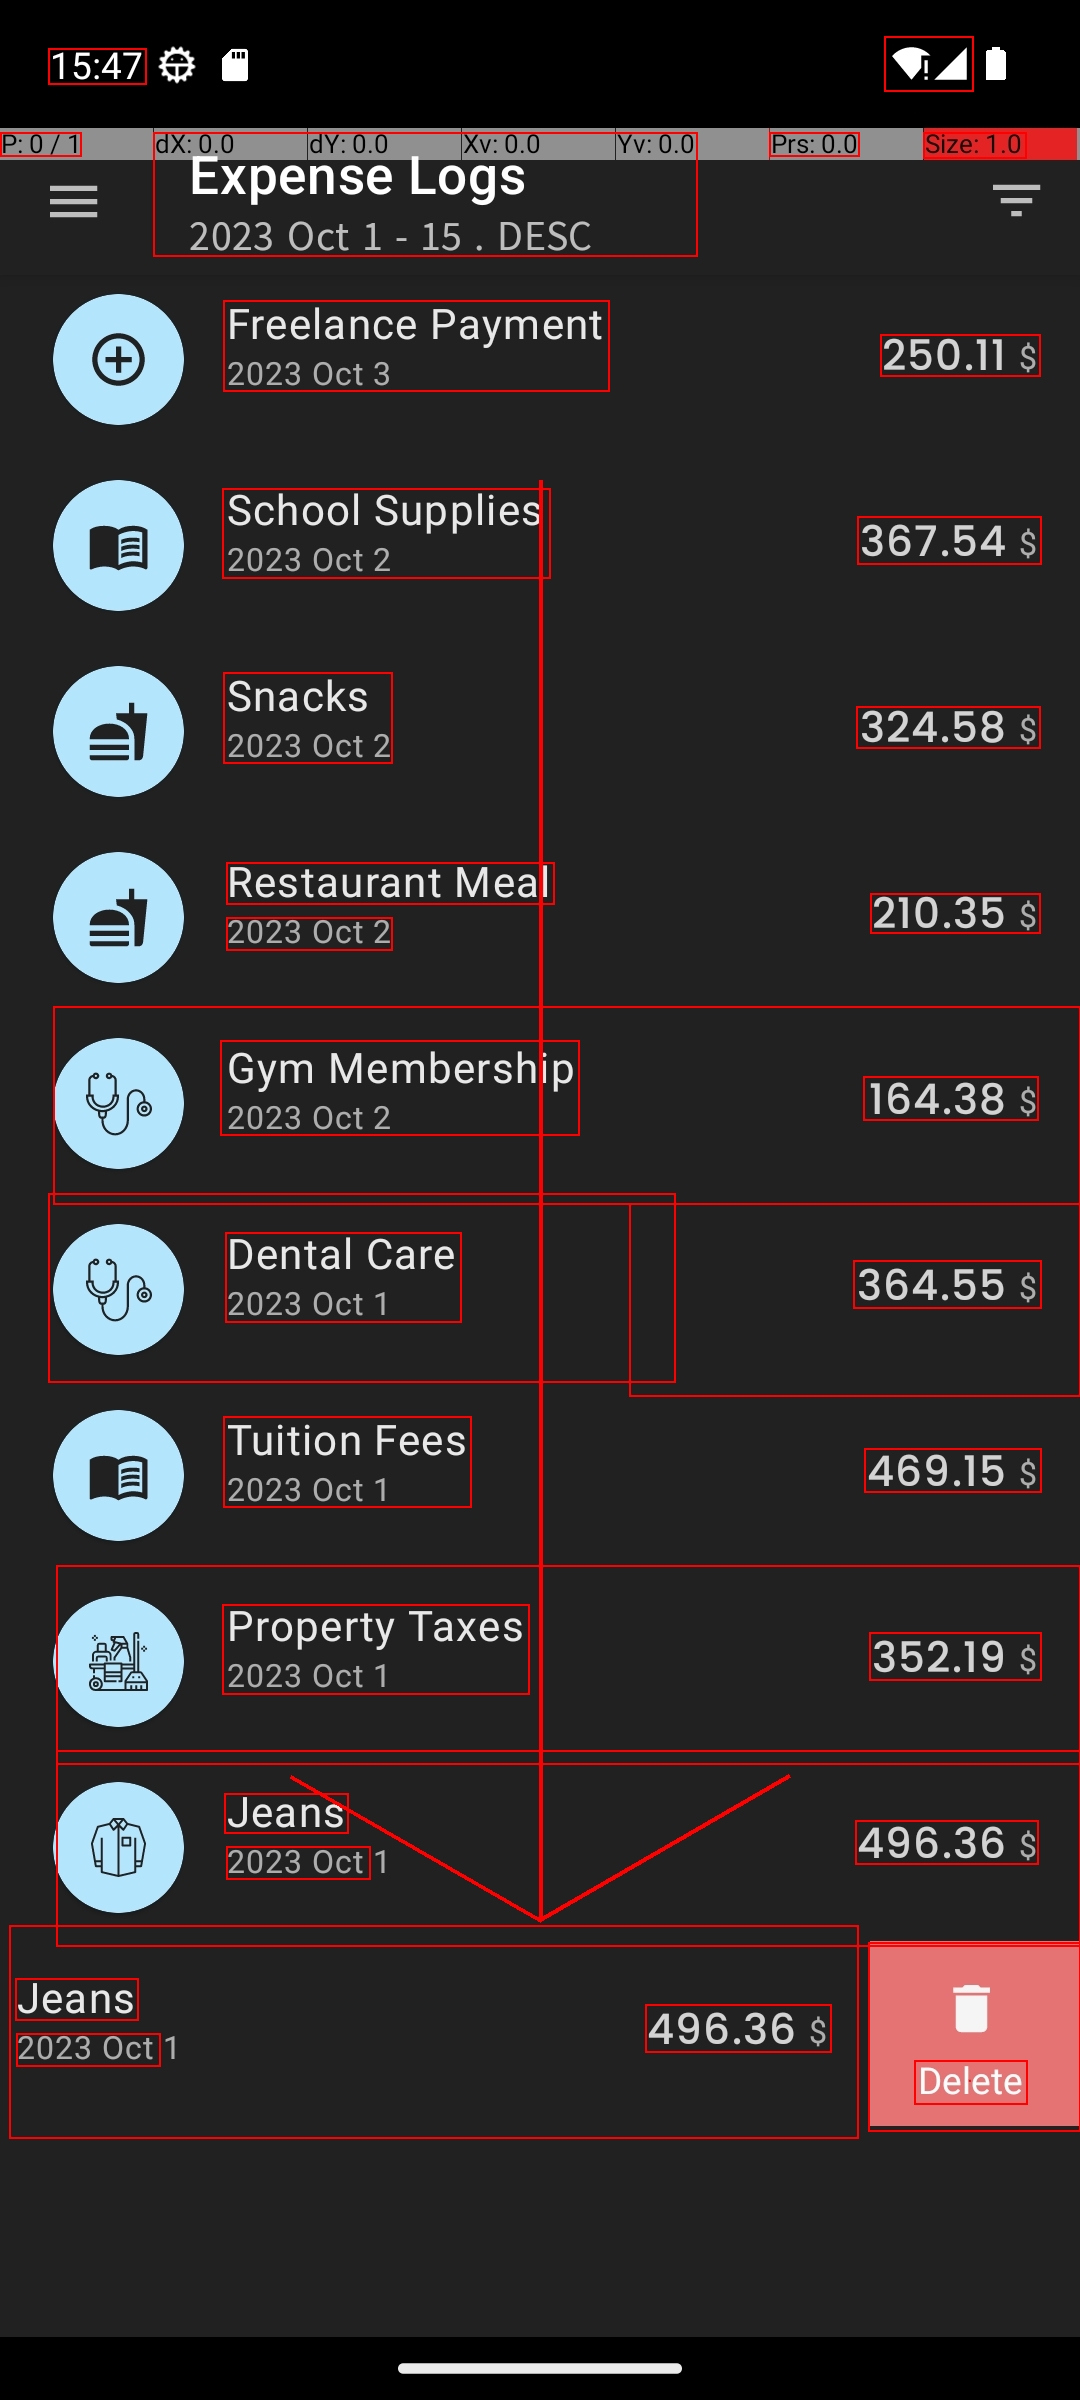 15:47
P: 0 / 1 dX: 0.0 dY: 0.0 Xv: 0.0 Yv: 0.0 Prs: 0.0 Size: 1.0
Expense Logs
2023 Oct 1 - 15 . DESC
Freelance Payment
2023 Oct 3
250.11 $
School Supplies
2023 Oct 2
367.54 $
Snacks
2023 Oct 2
324.58 $
Restaurant Meal
2023 Oct 2
210.35 $
Gym Membership
2023 Oct 2
164.38 $
Dental Care
2023 Oct 1
364.55 $
Tuition Fees
2023 Oct 1
469.15 $
Property Taxes
2023 Oct 1
352.19 $
Jeans
2023 Oct 1
496.36 $
Jeans
2023 Oct 1
496.36 $
Delete